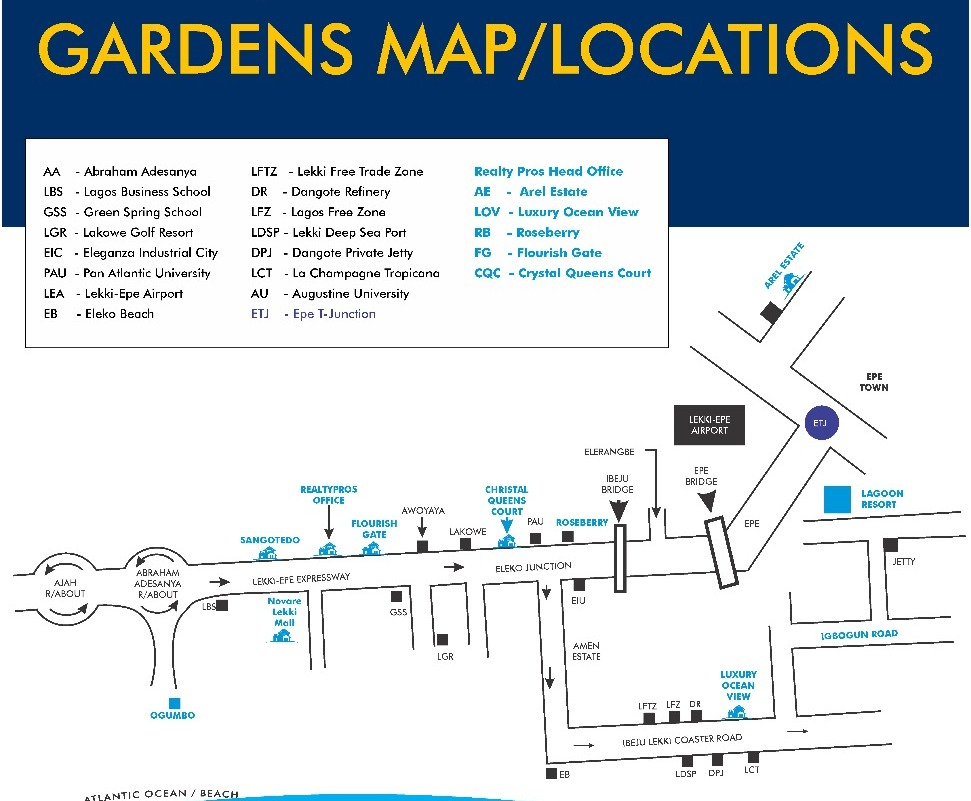 GARDENS MAP/LOCATIONS
AA - Abraham Adesanya
LBS - Lagos Business School
GSS - Green Spring School
LGR - Lakowe Golf Resort
EIC - Eleganza Industrial City
PAU - Pan Atlantic University
LEA - Lekki-Epe Airport
EB - Eleko Beach
LFTZ - Lekki Free Trade Zone
DR - Dangote Refinery
LFZ - Lagos Free Zone
LDSP - Lekki Deep Sea Port
DPJ - Dangote Private Jetty
LCT - La Champagne Tropicana
AU - Augustine University
ETJ - Epe T-Junction
Realty Pros Head Office
AE - Arel Estate
LOV - Luxury Ocean View
RB - Roseberry
FG - Flourish Gate
CQC - Crystal Queens Court
AREL ESTATE
EPE
TOWN
ETJ
LEKKI-EPE
AIRPORT
ELERANGBE
IBEJU
BRIDGE
EPE
BRIDGE
EPE
LAGOON
RESORT
JETTY
IGBOGUN ROAD
REALTYPROS
OFFICE
CHRISTAL
QUEENS
COURT
SANGOTEDO
FLOURISH
GATE
AWOYAYA
LAKOWE
PAU
ROSEBERRY
AJAH
R/ABOUT
ABRAHAM
ADESANYA
R/ABOUT
LEKKI-EPE EXPRESSWAY
ELEKO JUNCTION
LBS
Novare
Lekki
Mall
GSS
LGR
EIU
AMEN
ESTATE
OGUMBO
LUXURY
OCEAN
VIEW
LFTZ
LFZ
DR
IBEJU LEKKI COASTER ROAD
EB
LDSP
DPJ
LCT
ATLANTIC OCEAN / BEACH